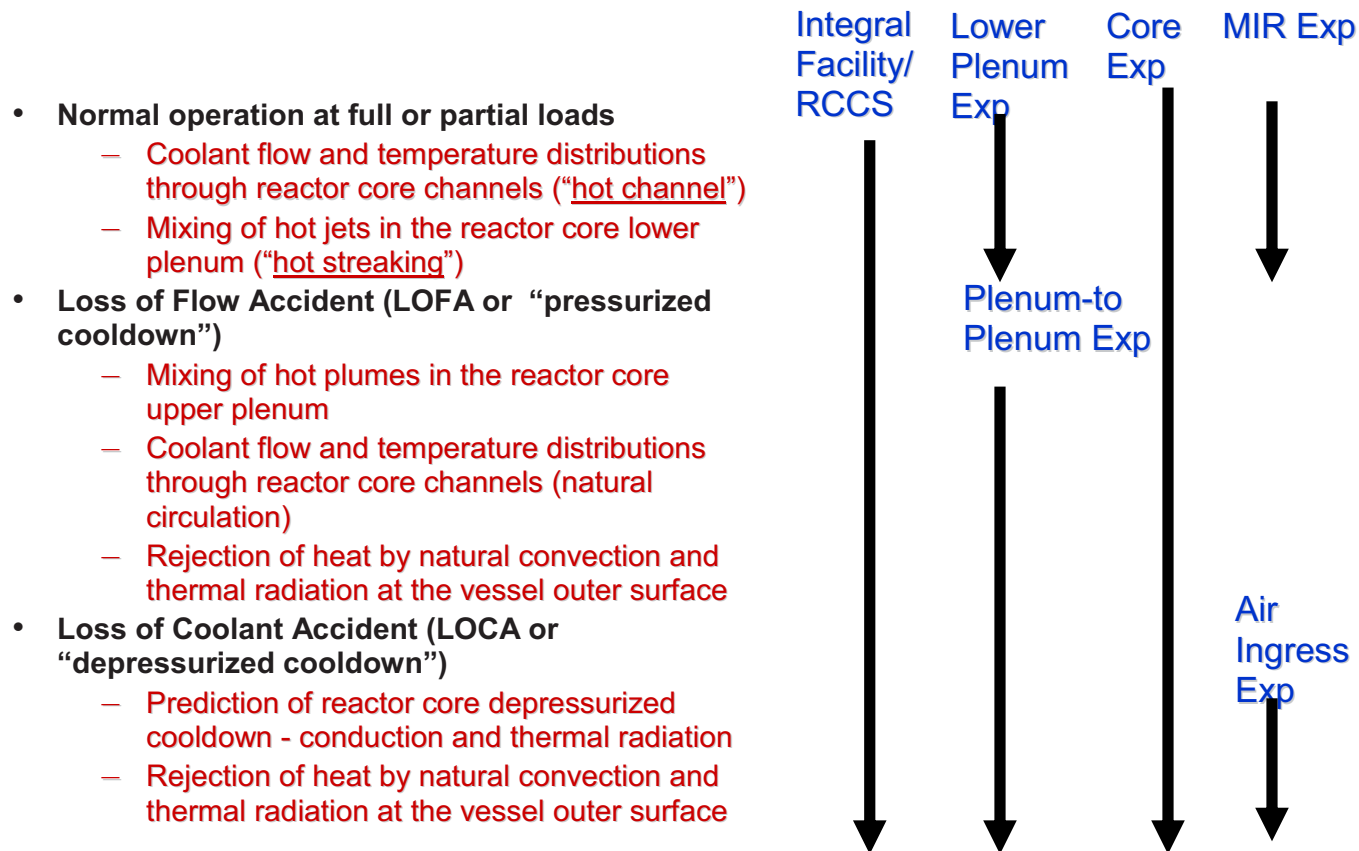 Integral
Facility/
RCCS
Lower
Plenum
Exp
Core
Exp
MIR Exp
• Normal operation at full or partial loads
– Coolant flow and temperature distributions
through reactor core channels (“hot channel”)
– Mixing of hot jets in the reactor core lower
plenum (“hot streaking”)
• Loss of Flow Accident (LOFA or “pressurized
cooldown”)
– Mixing of hot plumes in the reactor core
upper plenum
– Coolant flow and temperature distributions
through reactor core channels (natural
circulation)
– Rejection of heat by natural convection and
thermal radiation at the vessel outer surface
Plenum-to
Plenum Exp
• Loss of Coolant Accident (LOCA or
“depressurized cooldown”)
– Prediction of reactor core depressurized
cooldown - conduction and thermal radiation
– Rejection of heat by natural convection and
thermal radiation at the vessel outer surface
Air
Ingress
Exp